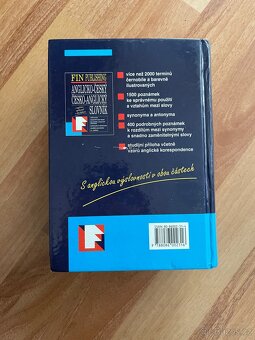 FIN PUBLISHING
ANGLICKO-ČESKÝ
ČESKO-ANGLICKÝ
SLOVNÍK
více než 2000 termínů
černobíle a barevně
ilustrovaných
1500 poznámek
ke správnému použití
a vztahům mezi slovy
synonyma a antonyma
400 podrobných poznámek
k rozdílům mezi synonymy
a snadno zaměnitelnými slovy
studijní příloha včetně
vzorů anglické korespondence
S anglickou výslovností v obou částech